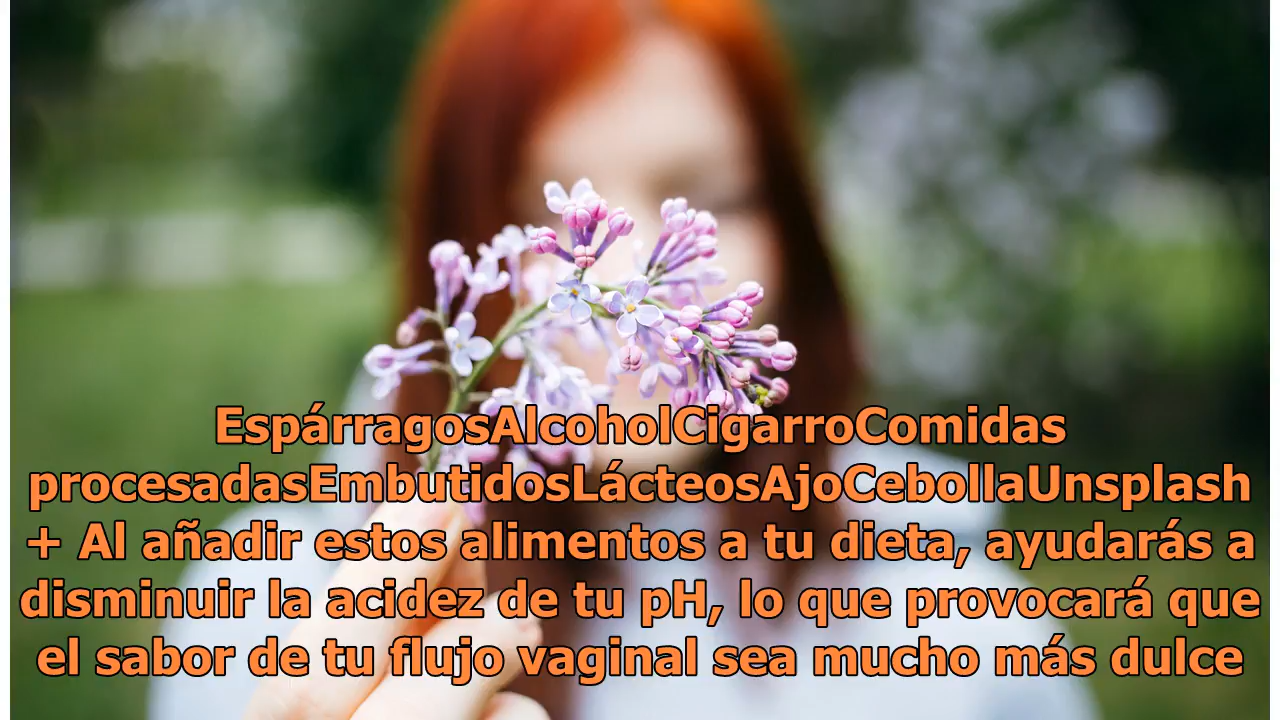 EspárragosAlcoholCigarroComidas
procesadasEmbutidosLácteosAjoCebollaUnsplash
+ Al añadir estos alimentos a tu dieta, ayudarás a
disminuir la acidez de tu pH, lo que provocará que
el sabor de tu flujo vaginal sea mucho más dulce